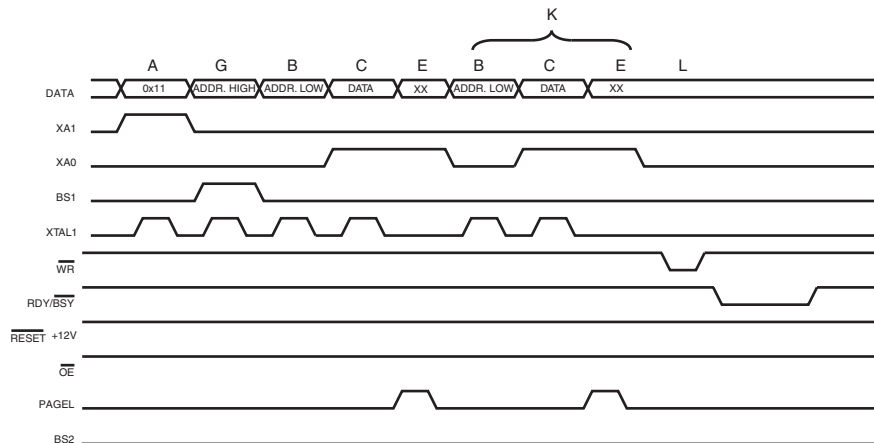 K
A G B C E B C E L
DATA 0x11 ADDR. HIGH ADDR. LOW DATA XX ADDR. LOW DATA XX
XA1
XA0
BS1
XTAL1
WR
RDY/BSY
RESET +12V
OE
PAGEL
BS2